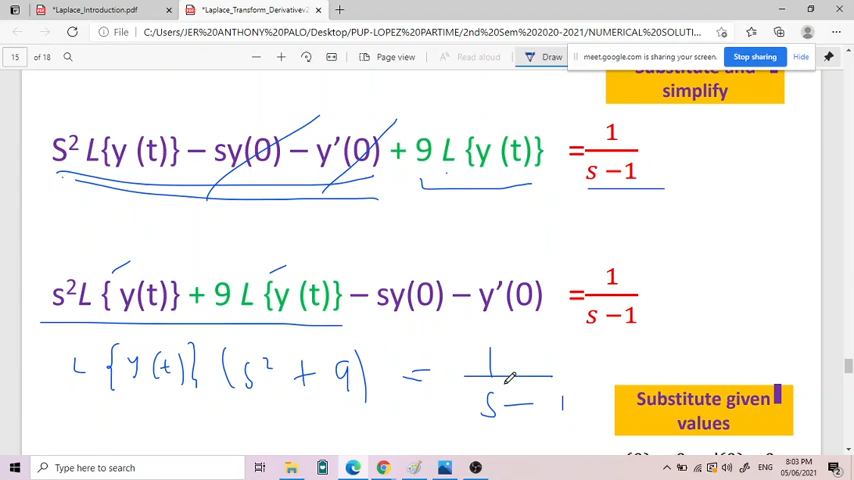 *Laplace_Introduction.pdf
*Laplace_Transform_Derivativev2
C:/Users/JER%20ANTHONY%20PALO/Desktop/PUP-LOPEZ%20PARTIME/2nd%20Sem%202020-2021/NUMERICAL%20SOLUTI...
15 of 18
Page view
Read aloud
Draw
meet.google.com is sharing your screen.
Stop sharing
Hide
Substitute and
simplify
S² L{y (t)} – sy(0) – y’(0) + 9 L {y (t)} = 1/(s −1)
s²L { y(t)} + 9 L {y (t)} – sy(0) – y’(0) = 1/(s −1)
L {y(t)} (s² + 9) = 1/(s − 1
Substitute given
values
Type here to search
ENG
8:03 PM
05/06/2021
2